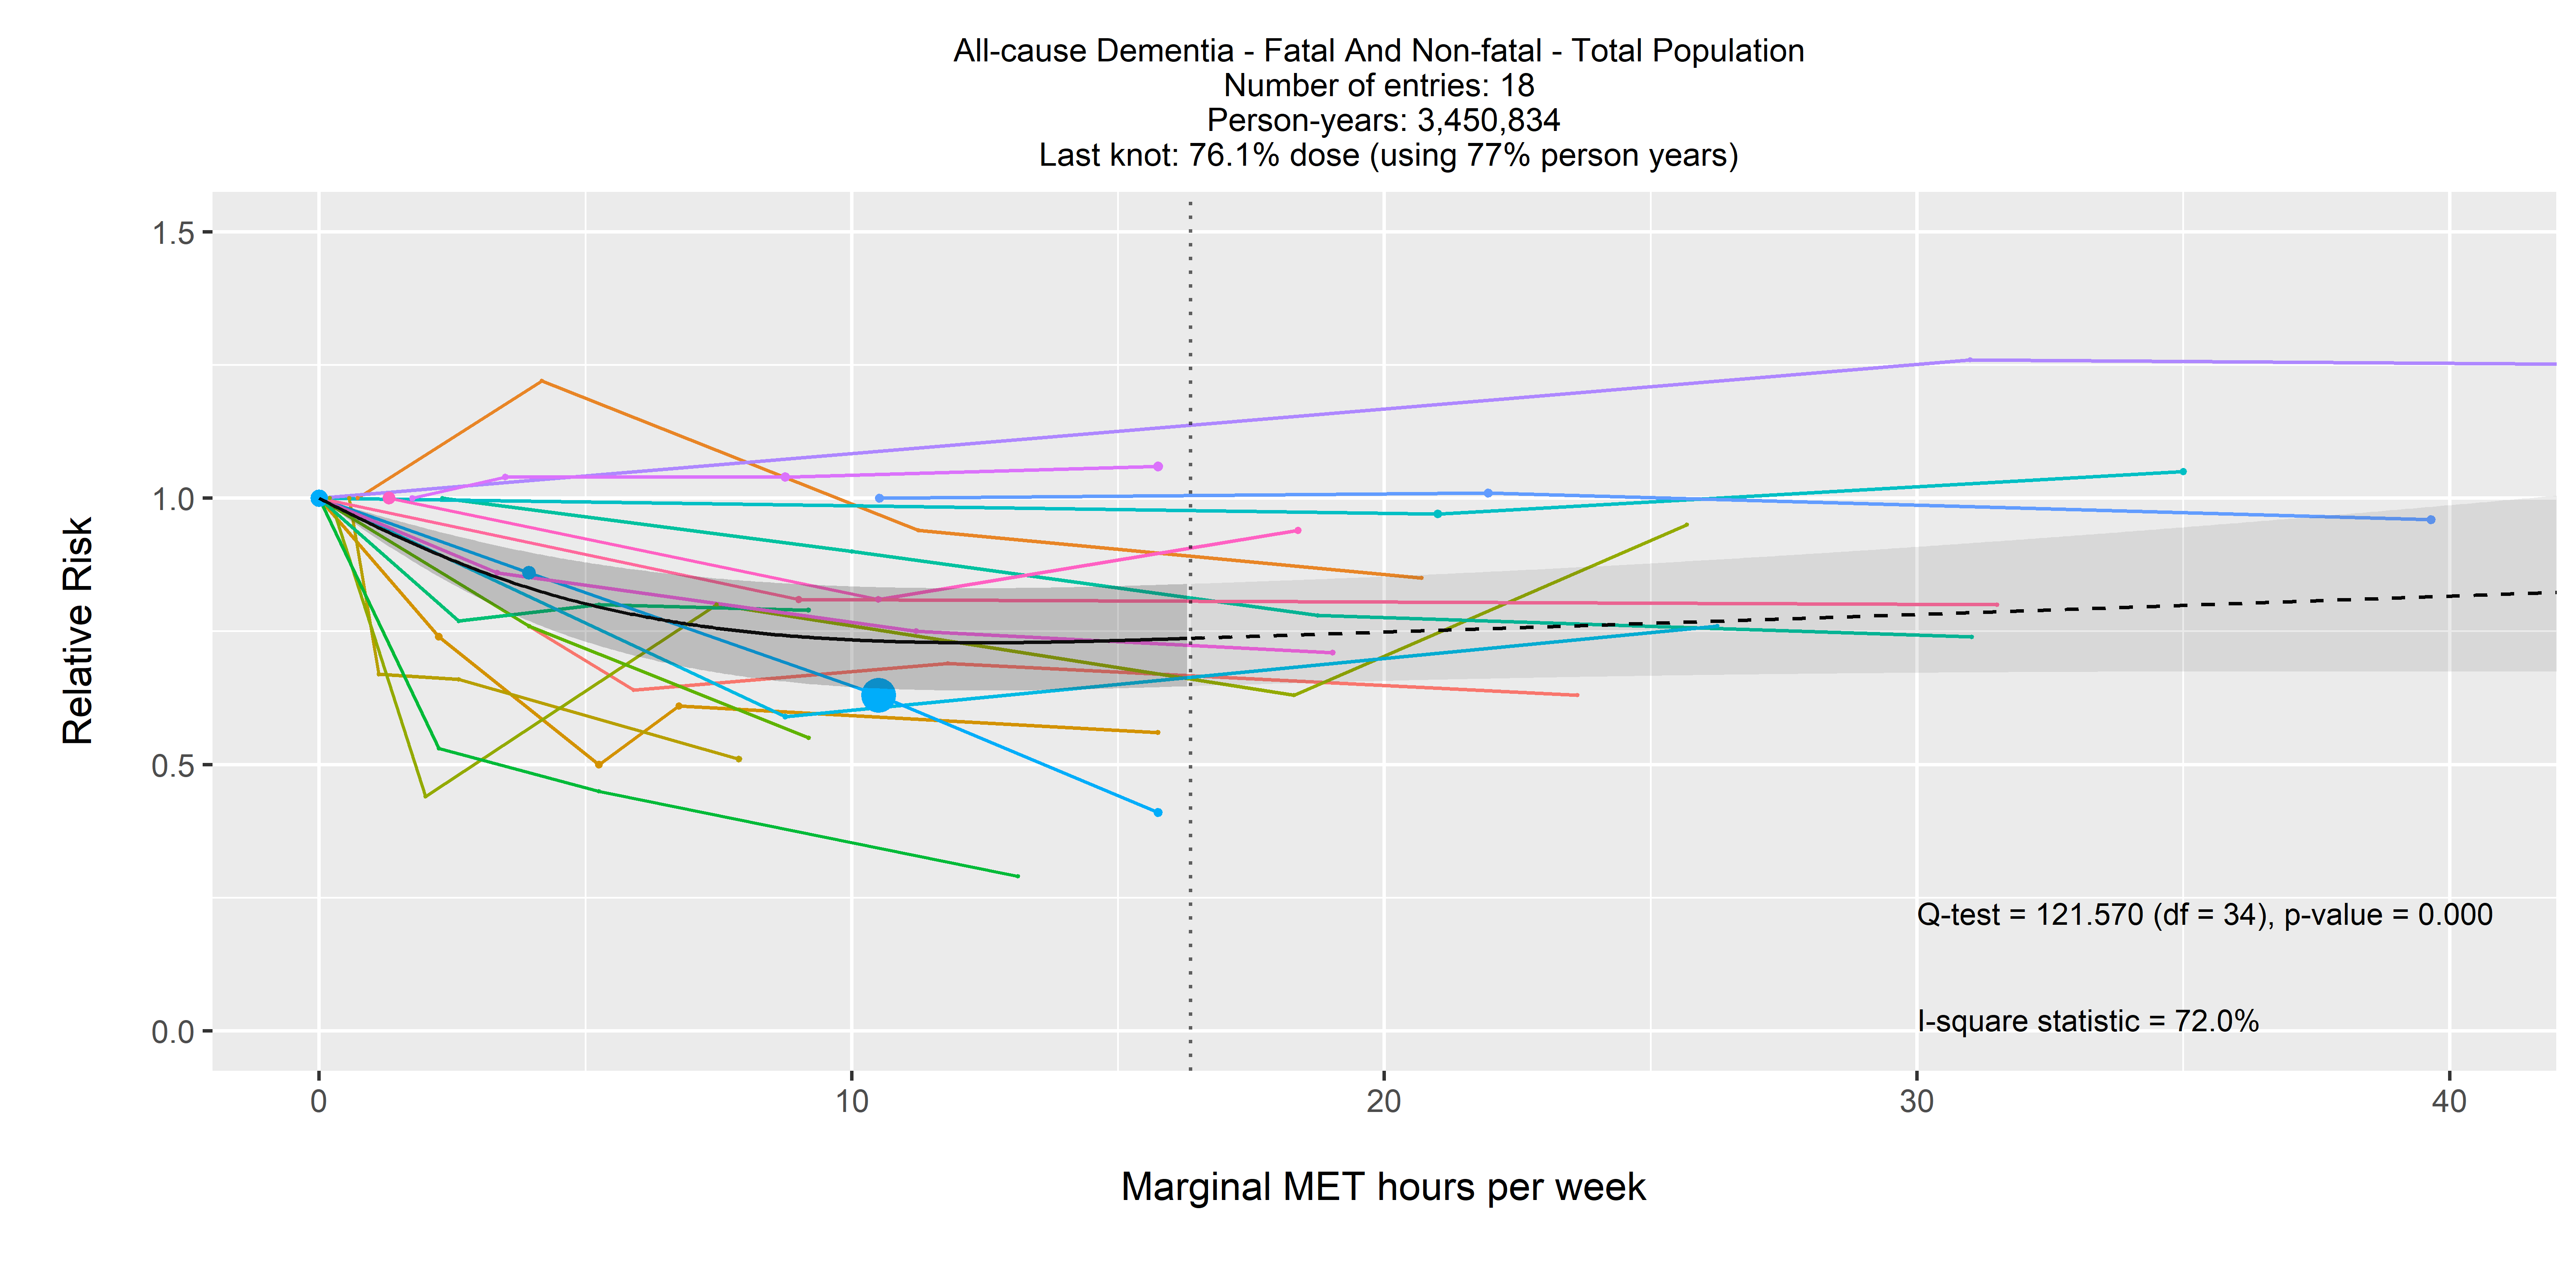 All-cause Dementia - Fatal And Non-fatal - Total Population
Number of entries: 18
Person-years: 3,450,834
Last knot: 76.1% dose (using 77% person years)
1.5
1.0
0.5
0.0
Relative Risk
Q-test = 121.570 (df = 34), p-value = 0.000
I-square statistic = 72.0%
0 10 20 30 40
Marginal MET hours per week